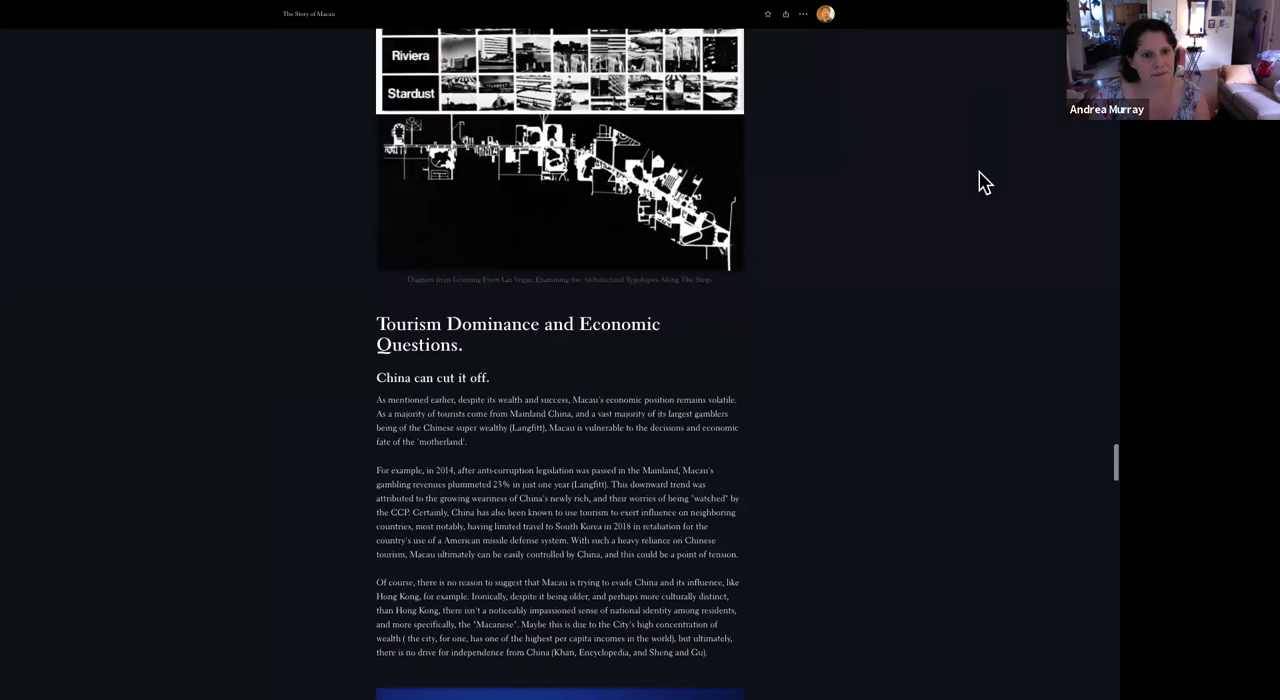 The Story of Macau
Andrea Murray
Riviera
Stardust
Diagram from Learning From Las Vegas, Examining the Architectural Typologies Along The Strip.
Tourism Dominance and Economic
Questions.
China can cut it off.
As mentioned earlier, despite its wealth and success, Macau's economic position remains volatile.
As a majority of tourists come from Mainland China, and a vast majority of its largest gamblers
being of the Chinese super wealthy (Langfitt), Macau is vulnerable to the decisions and economic
fate of the 'motherland'.
For example, in 2014, after anti-corruption legislation was passed in the Mainland, Macau's
gambling revenues plummeted 23% in just one year (Langfitt). This downward trend was
attributed to the growing weariness of China's newly rich, and their worries of being "watched" by
the CCP. Certainly, China has also been known to use tourism to exert influence on neighboring
countries, most notably, having limited travel to South Korea in 2018 in retaliation for the
country's use of a American missile defense system. With such a heavy reliance on Chinese
tourism, Macau ultimately can be easily controlled by China, and this could be a point of tension.
Of course, there is no reason to suggest that Macau is trying to evade China and its influence, like
Hong Kong, for example. Ironically, despite it being older, and perhaps more culturally distinct,
than Hong Kong, there isn't a noticeably impassioned sense of national identity among residents,
and more specifically, the "Macanese". Maybe this is due to the City's high concentration of
wealth ( the city, for one, has one of the highest per capita incomes in the world), but ultimately,
there is no drive for independence from China (Khan, Encyclopedia, and Sheng and Gu).